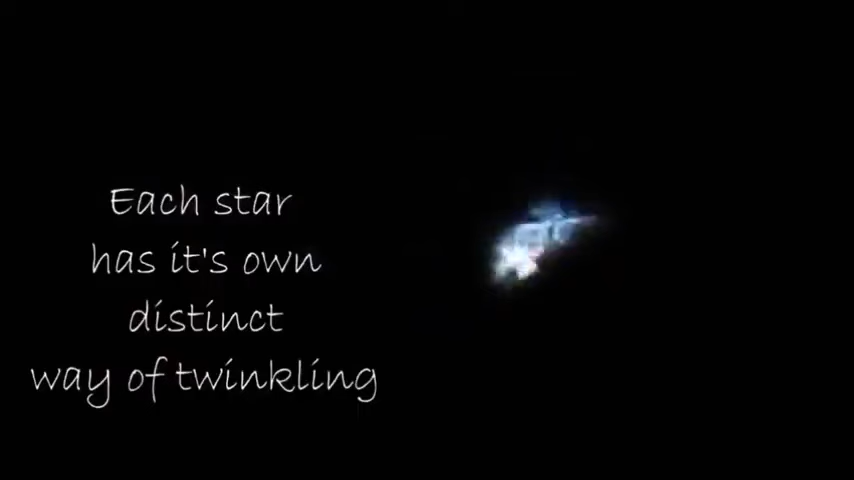 Each star
has it's own
distinct
way of twinkling